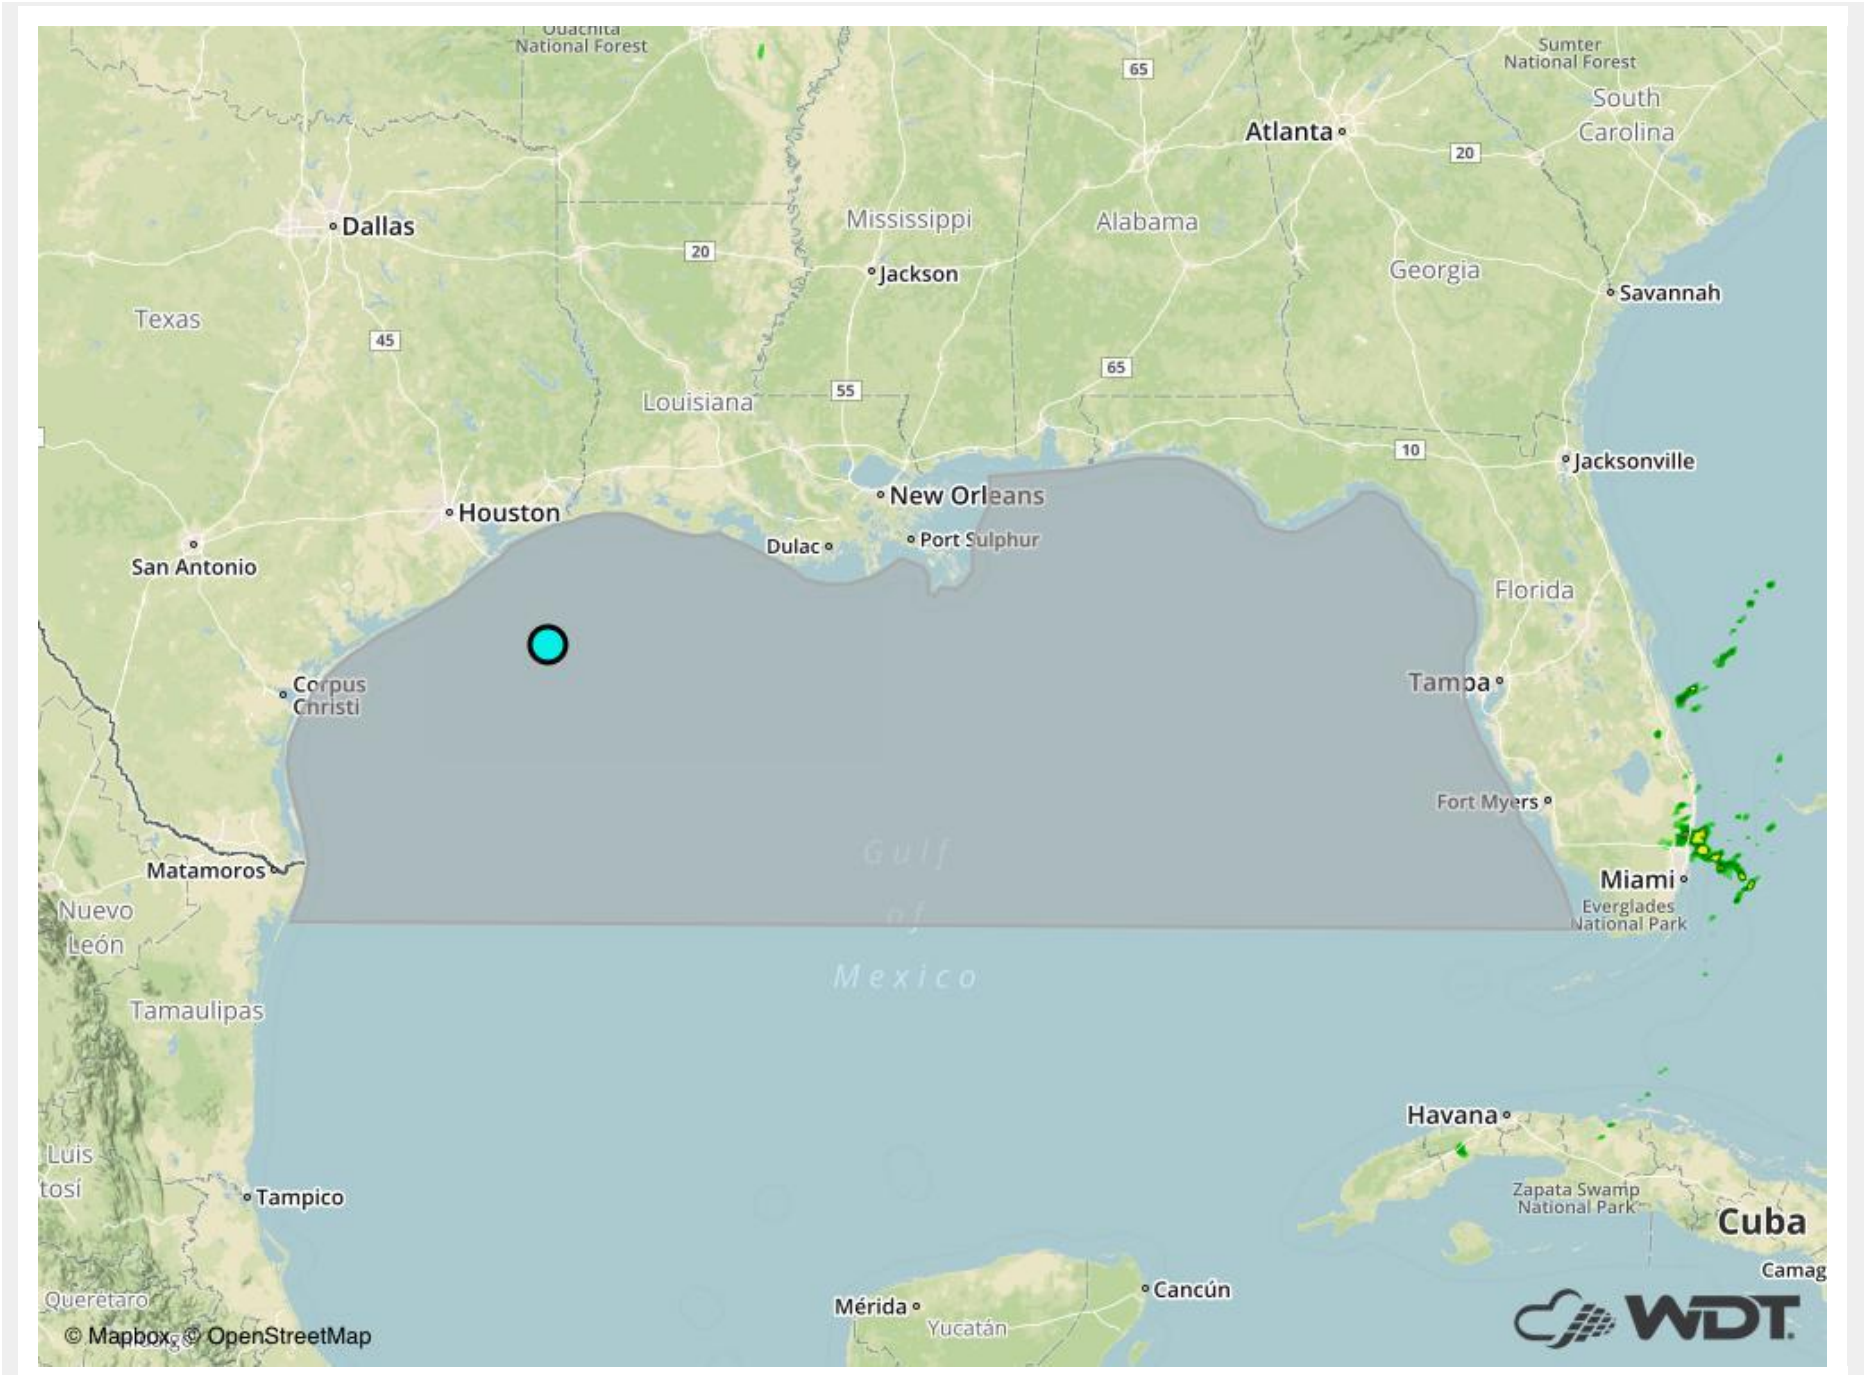 Ouachita
National Forest
Sumter
National Forest
65
South
Carolina
Atlanta
20
Dallas
Mississippi
Alabama
20
Jackson
Georgia
Savannah
Texas
45
65
55
Louisiana
10
Jacksonville
New Orleans
Houston
Dulac
Port Sulphur
San Antonio
Florida
Corpus
Christi
Tampa
Fort Myers
Gulf
of
Mexico
Matamoros
Miami
Everglades
National Park
Nuevo
León
Tamaulipas
Havana
Luis
tosí
Tampico
Zapata Swamp
National Park
Cuba
Camag
Cancún
Querétaro
Mérida
Yucatán
© Mapbox, © OpenStreetMap
WDT